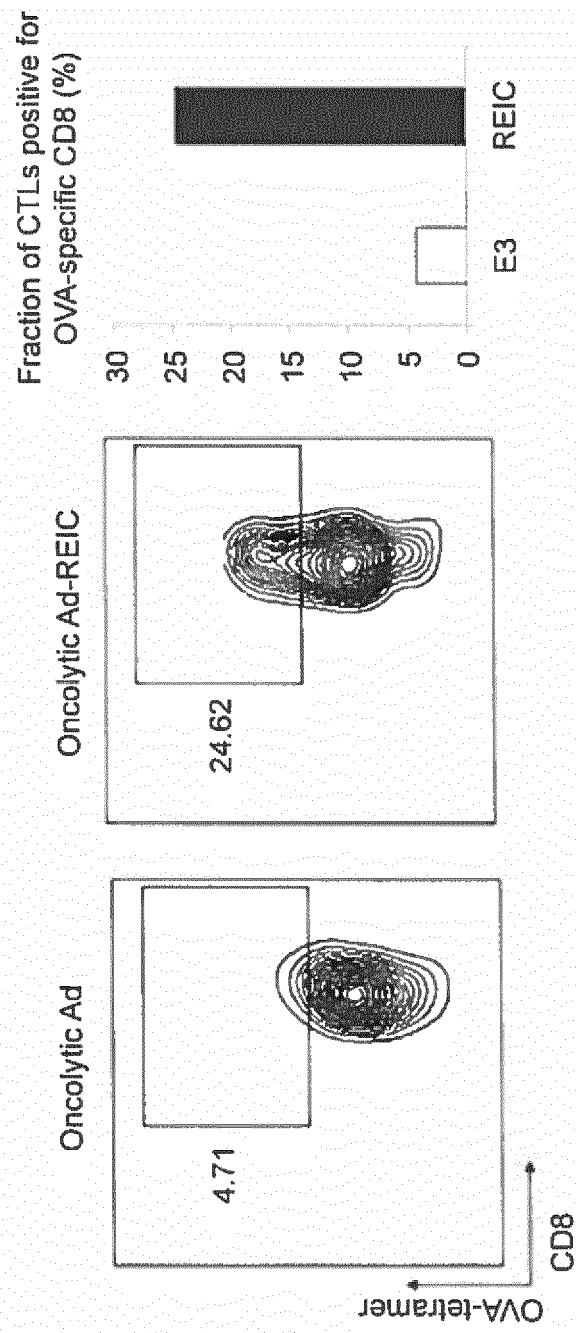 Oncolytic Ad
4.71
OVA-tetramer
CD8
Oncolytic Ad-REIC
24.62
Fraction of CTLs positive for
OVA-specific CD8 (%)
30
25
20
15
10
5
0
E3
REIC